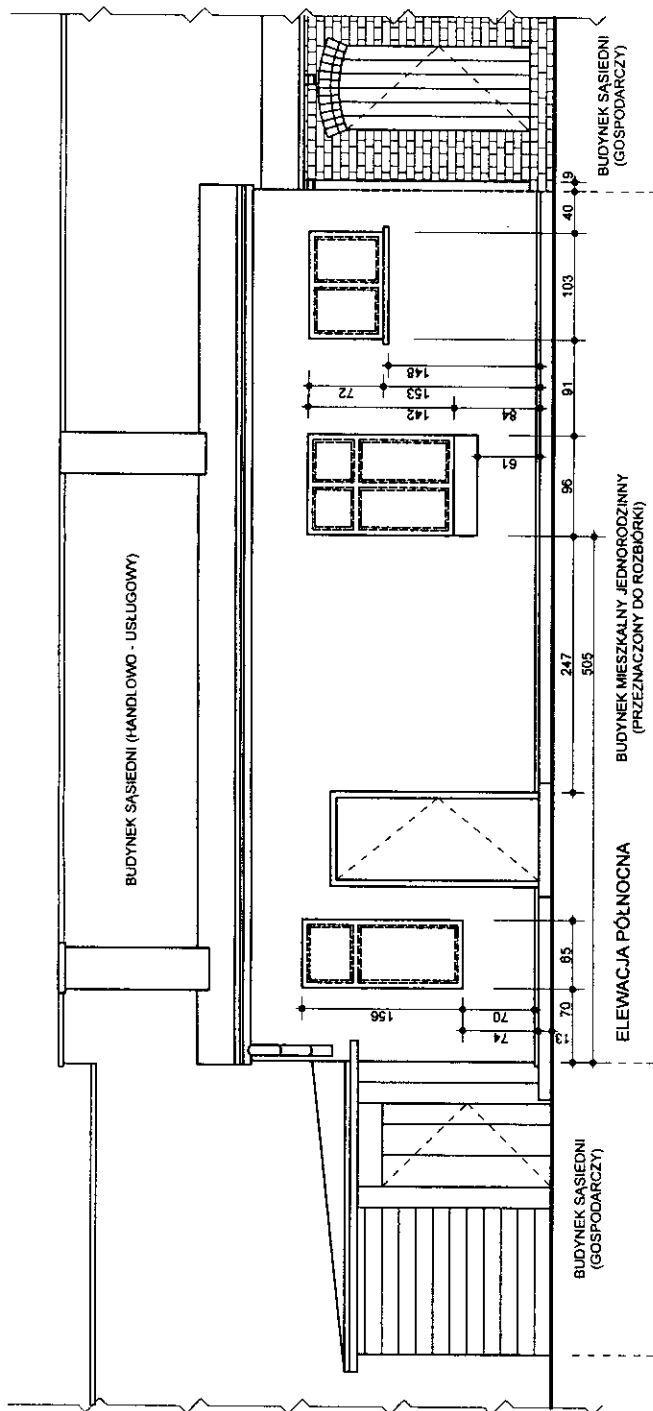 BUDYNEK SĄSIEDNI (HANDLOWO - USŁUGOWY)
156
74
70
13
72
142
153
148
84
61
70
65
247
96
91
103
40
19
505
BUDYNEK SĄSIEDNI
(GOSPODARCZY)
ELEWACJA PÓŁNOCNA
BUDYNEK MIESZKALNY JEDNORODZINNY
(PRZEZNACZONY DO ROZBIÓRKI)
BUDYNEK SĄSIEDNI
(GOSPODARCZY)